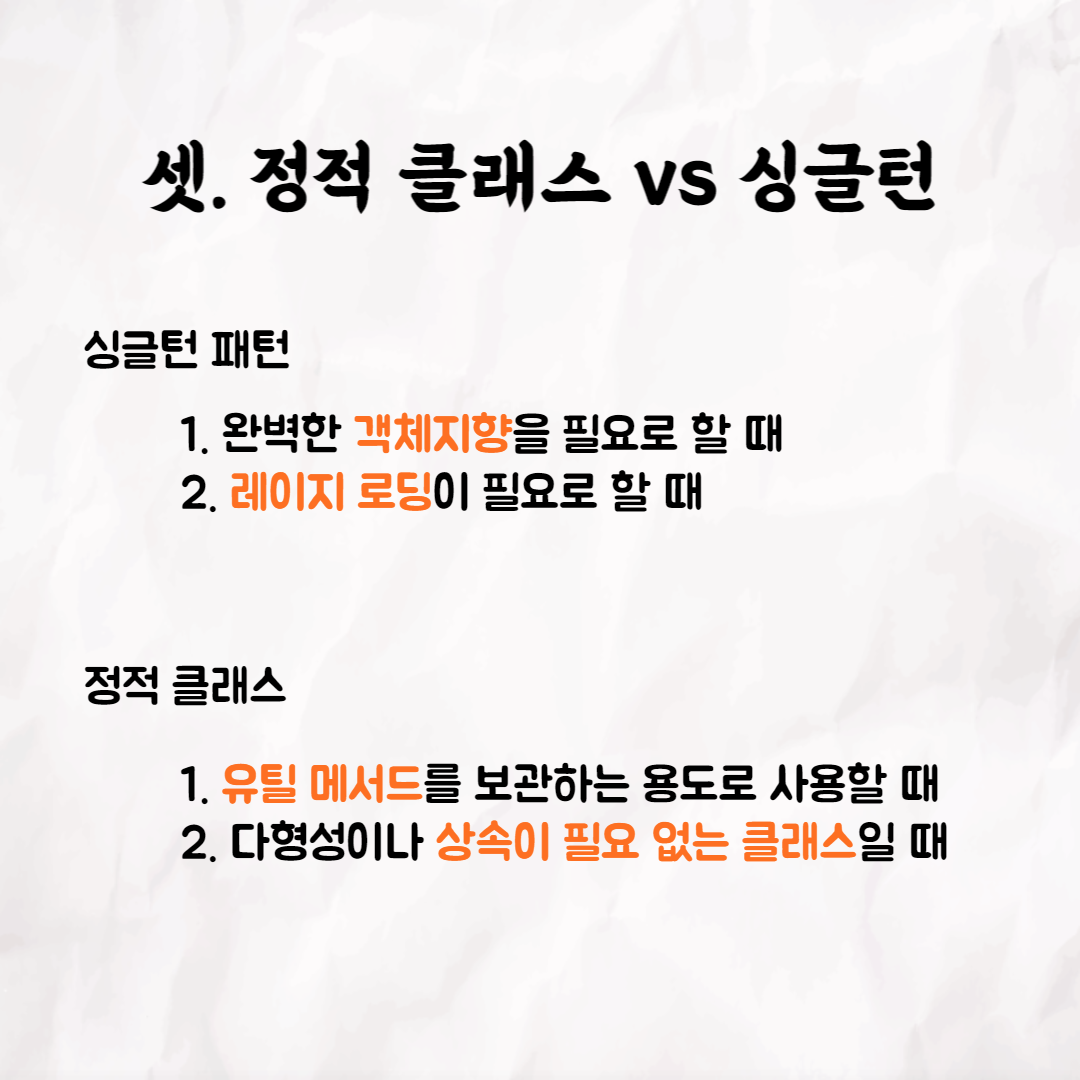 셋. 정적 클래스 vs 싱글턴
싱글턴 패턴
1. 완벽한 객체지향을 필요로 할 때
2. 레이지 로딩이 필요로 할 때
정적 클래스
1. 유틸 메서드를 보관하는 용도로 사용할 때
2. 다형성이나 상속이 필요 없는 클래스일 때